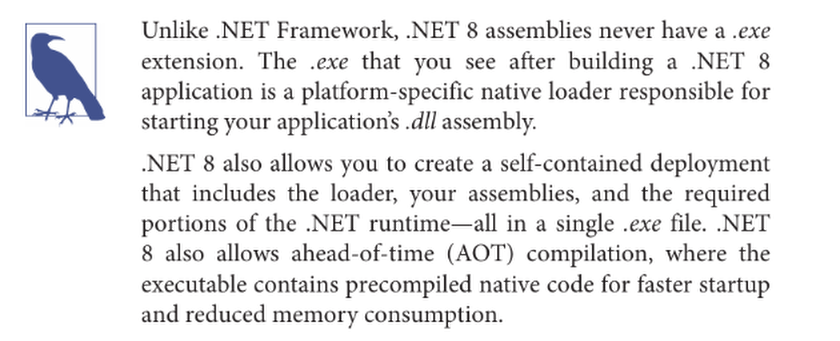 Unlike .NET Framework, .NET 8 assemblies never have a .exe
extension. The .exe that you see after building a .NET 8
application is a platform-specific native loader responsible for
starting your application’s .dll assembly.
.NET 8 also allows you to create a self-contained deployment
that includes the loader, your assemblies, and the required
portions of the .NET runtime—all in a single .exe file. .NET
8 also allows ahead-of-time (AOT) compilation, where the
executable contains precompiled native code for faster startup
and reduced memory consumption.